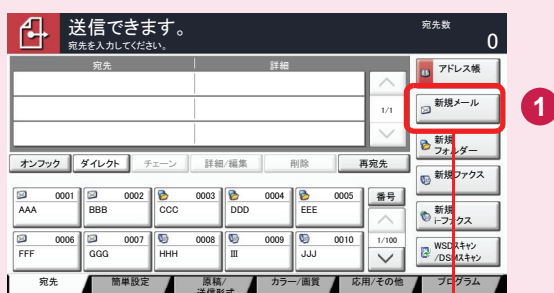 送信できます。
宛先を入力してください。
宛先数
0
宛先
詳細
1/1
アドレス帳
新規メール
1
新規
フォルダー
新規ファクス
新規
i-ファクス
WSDスキャン
/DSMスキャン
オンフック
ダイレクト
チェーン
詳細/編集
削除
再宛先
0001
AAA
0002
BBB
0003
CCC
0004
DDD
0005
EEE
番号
0006
FFF
0007
GGG
0008
HHH
0009
III
0010
JJJ
1/100
宛先
簡単設定
原稿/
送信形式
カラー/画質
応用/その他
プログラム